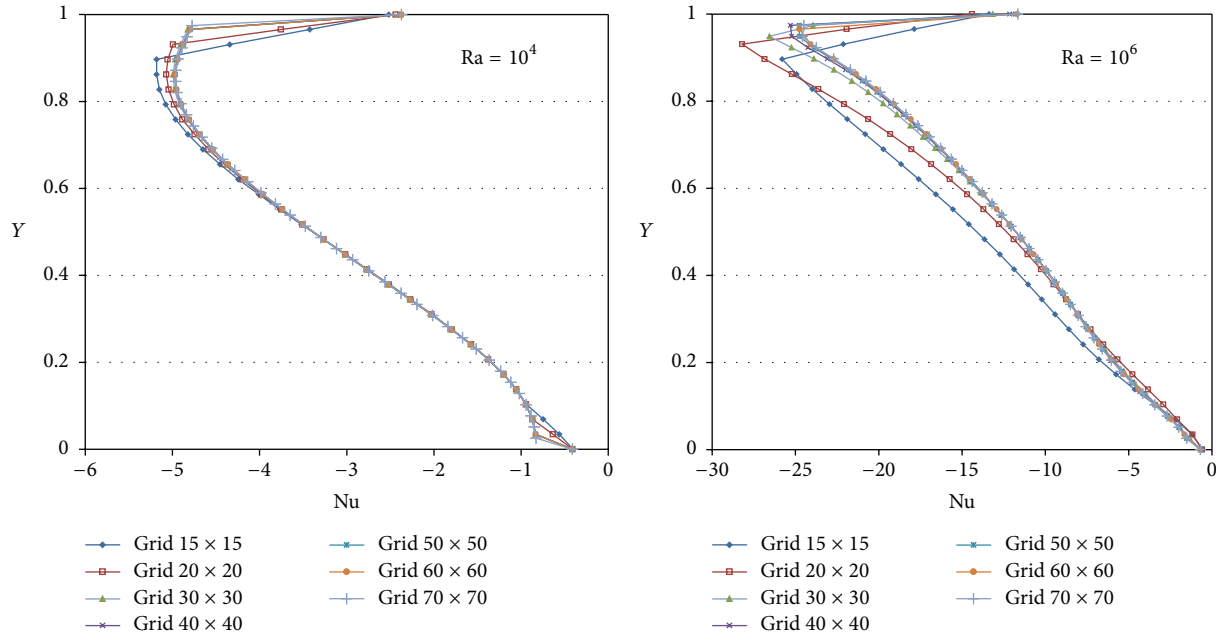 1
0.8
0.6
0.4
0.2
0
Y
−6
−5
−4
−3
−2
−1
0
Nu
Ra = 10⁴
Grid 15 × 15
Grid 20 × 20
Grid 30 × 30
Grid 40 × 40
Grid 50 × 50
Grid 60 × 60
Grid 70 × 70
1
0.8
0.6
0.4
0.2
0
Y
−30
−25
−20
−15
−10
−5
0
Nu
Ra = 10⁶
Grid 15 × 15
Grid 20 × 20
Grid 30 × 30
Grid 40 × 40
Grid 50 × 50
Grid 60 × 60
Grid 70 × 70